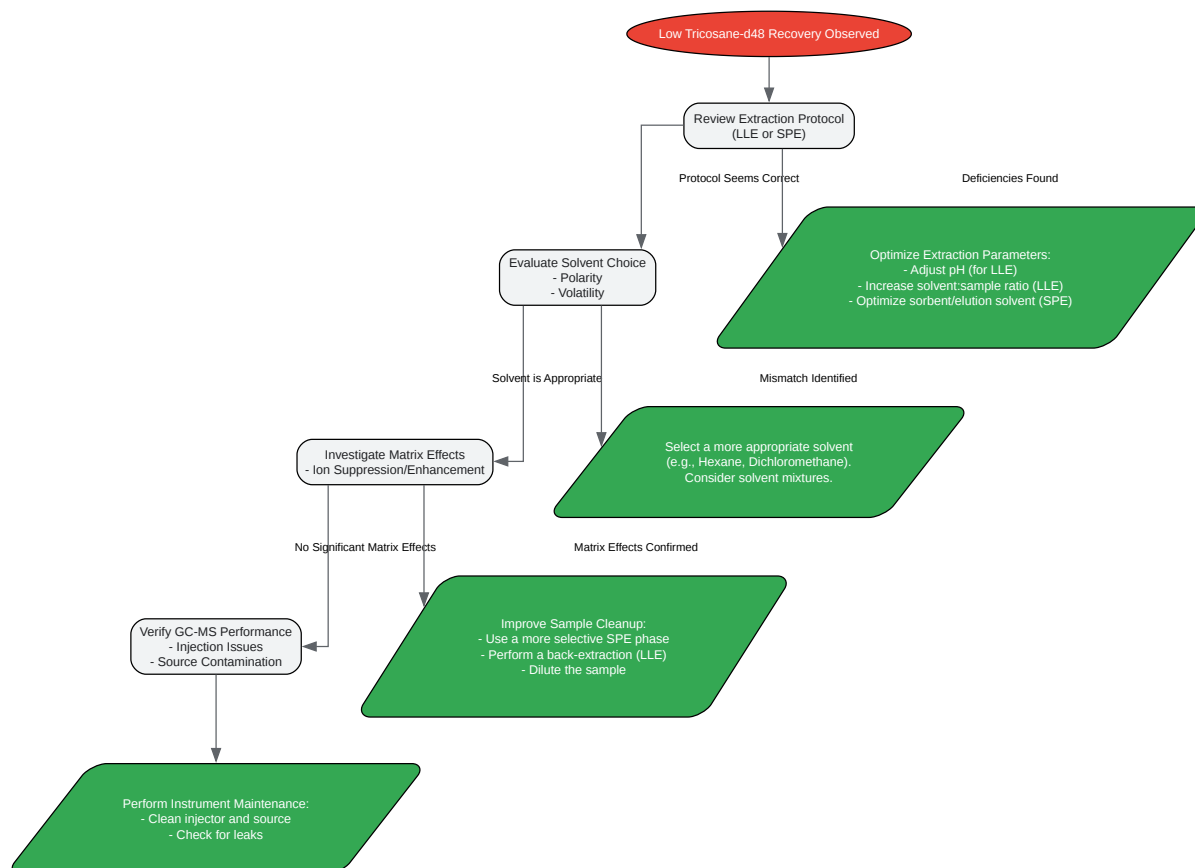 Low Tricosane-d48 Recovery Observed
Review Extraction Protocol
(LLE or SPE)
Protocol Seems Correct
Deficiencies Found
Optimize Extraction Parameters:
- Adjust pH (for LLE)
- Increase solvent:sample ratio (LLE)
- Optimize sorbent/elution solvent (SPE)
Evaluate Solvent Choice
- Polarity
- Volatility
Solvent is Appropriate
Mismatch Identified
Select a more appropriate solvent
(e.g., Hexane, Dichloromethane).
Consider solvent mixtures.
Investigate Matrix Effects
- Ion Suppression/Enhancement
No Significant Matrix Effects
Matrix Effects Confirmed
Improve Sample Cleanup:
- Use a more selective SPE phase
- Perform a back-extraction (LLE)
- Dilute the sample
Verify GC-MS Performance
- Injection Issues
- Source Contamination
Perform Instrument Maintenance:
- Clean injector and source
- Check for leaks